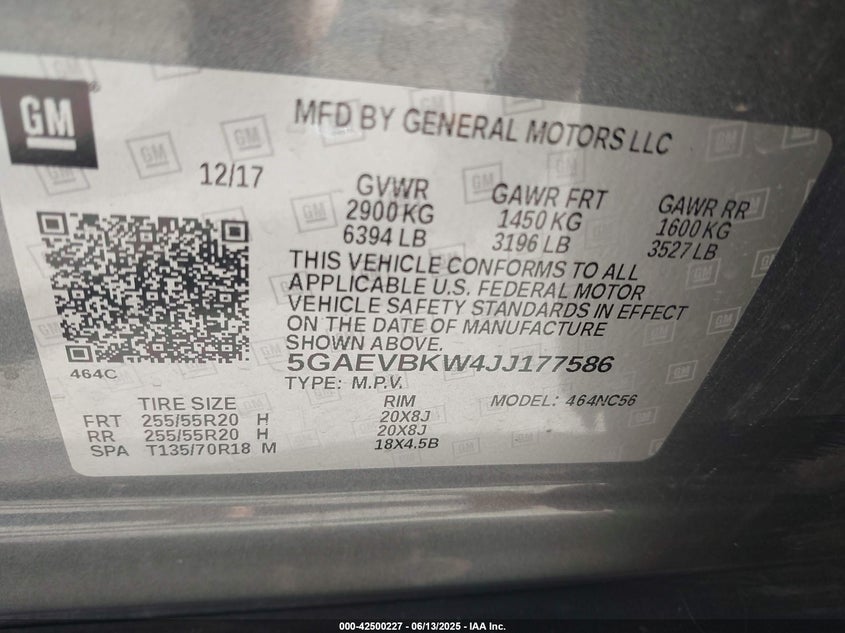 GM
MFD BY GENERAL MOTORS LLC
12/17
GVWR GAWR FRT GAWR RR
2900 KG 1450 KG 1600 KG
6394 LB 3196 LB 3527 LB
THIS VEHICLE CONFORMS TO ALL
APPLICABLE U.S. FEDERAL MOTOR
VEHICLE SAFETY STANDARDS IN EFFECT
ON THE DATE OF MANUFACTURE
SHOWN ABOVE.
464C
5GAEVBKW4JJ177586
TYPE: M.P.V. MODEL: 464NC56
TIRE SIZE RIM
FRT 255/55R20 H 20X8J
RR 255/55R20 H 20X8J
SPA T135/70R18 M 18X4.5B
000-42500227 - 06/13/2025 - IAA Inc.